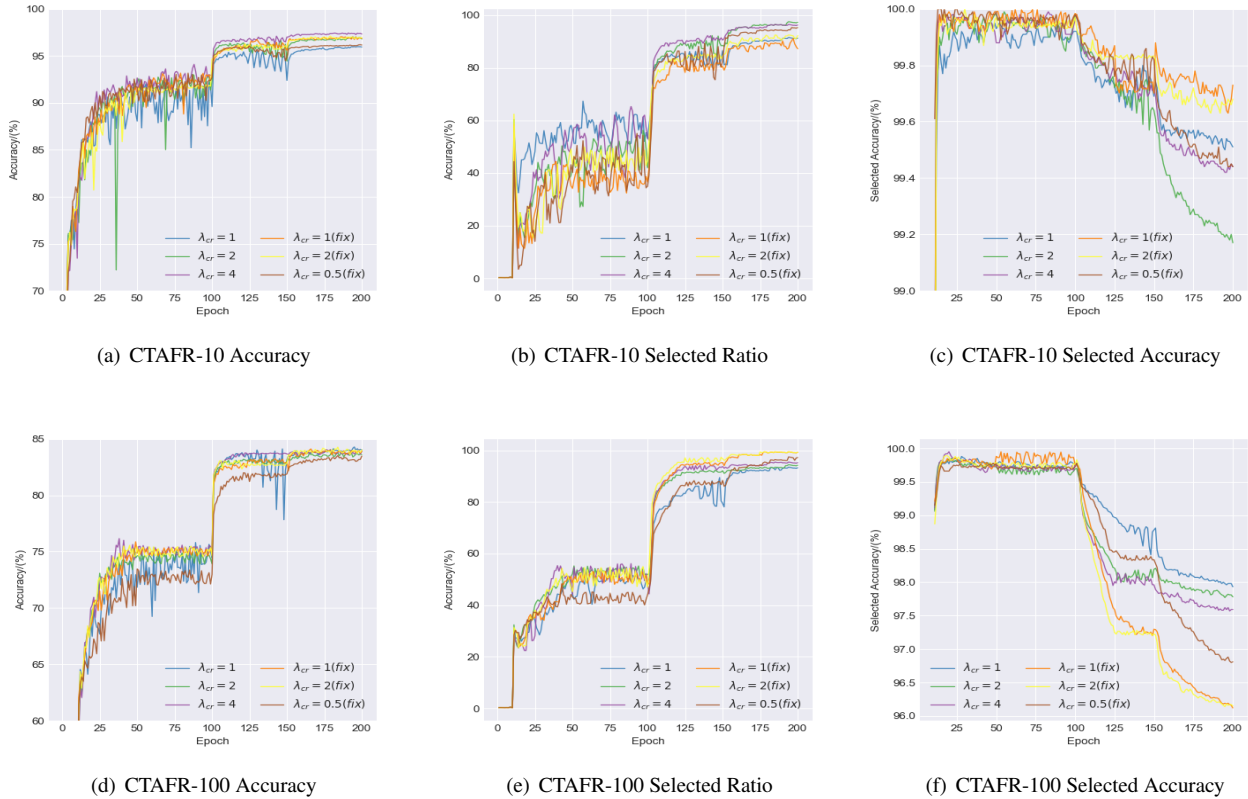 100
95
90
85
80
75
70
Accuracy/(%)
0 25 50 75 100 125 150 175 200
Epoch
λcr = 1 λcr = 1(fix)
λcr = 2 λcr = 2(fix)
λcr = 4 λcr = 0.5(fix)
(a) CTAFR-10 Accuracy
100
80
60
40
20
0
Accuracy/(%)
0 25 50 75 100 125 150 175 200
Epoch
λcr = 1 λcr = 1(fix)
λcr = 2 λcr = 2(fix)
λcr = 4 λcr = 0.5(fix)
(b) CTAFR-10 Selected Ratio
100.0
99.8
99.6
99.4
99.2
99.0
Selected Accuracy/(%)
25 50 75 100 125 150 175 200
Epoch
λcr = 1 λcr = 1(fix)
λcr = 2 λcr = 2(fix)
λcr = 4 λcr = 0.5(fix)
(c) CTAFR-10 Selected Accuracy
85
80
75
70
65
60
Accuracy/(%)
0 25 50 75 100 125 150 175 200
Epoch
λcr = 1 λcr = 1(fix)
λcr = 2 λcr = 2(fix)
λcr = 4 λcr = 0.5(fix)
(d) CTAFR-100 Accuracy
100
80
60
40
20
0
Accuracy/(%)
0 25 50 75 100 125 150 175 200
Epoch
λcr = 1 λcr = 1(fix)
λcr = 2 λcr = 2(fix)
λcr = 4 λcr = 0.5(fix)
(e) CTAFR-100 Selected Ratio
100.0
99.5
99.0
98.5
98.0
97.5
97.0
96.5
96.0
Selected Accuracy/(%)
25 50 75 100 125 150 175 200
Epoch
λcr = 1 λcr = 1(fix)
λcr = 2 λcr = 2(fix)
λcr = 4 λcr = 0.5(fix)
(f) CTAFR-100 Selected Accuracy